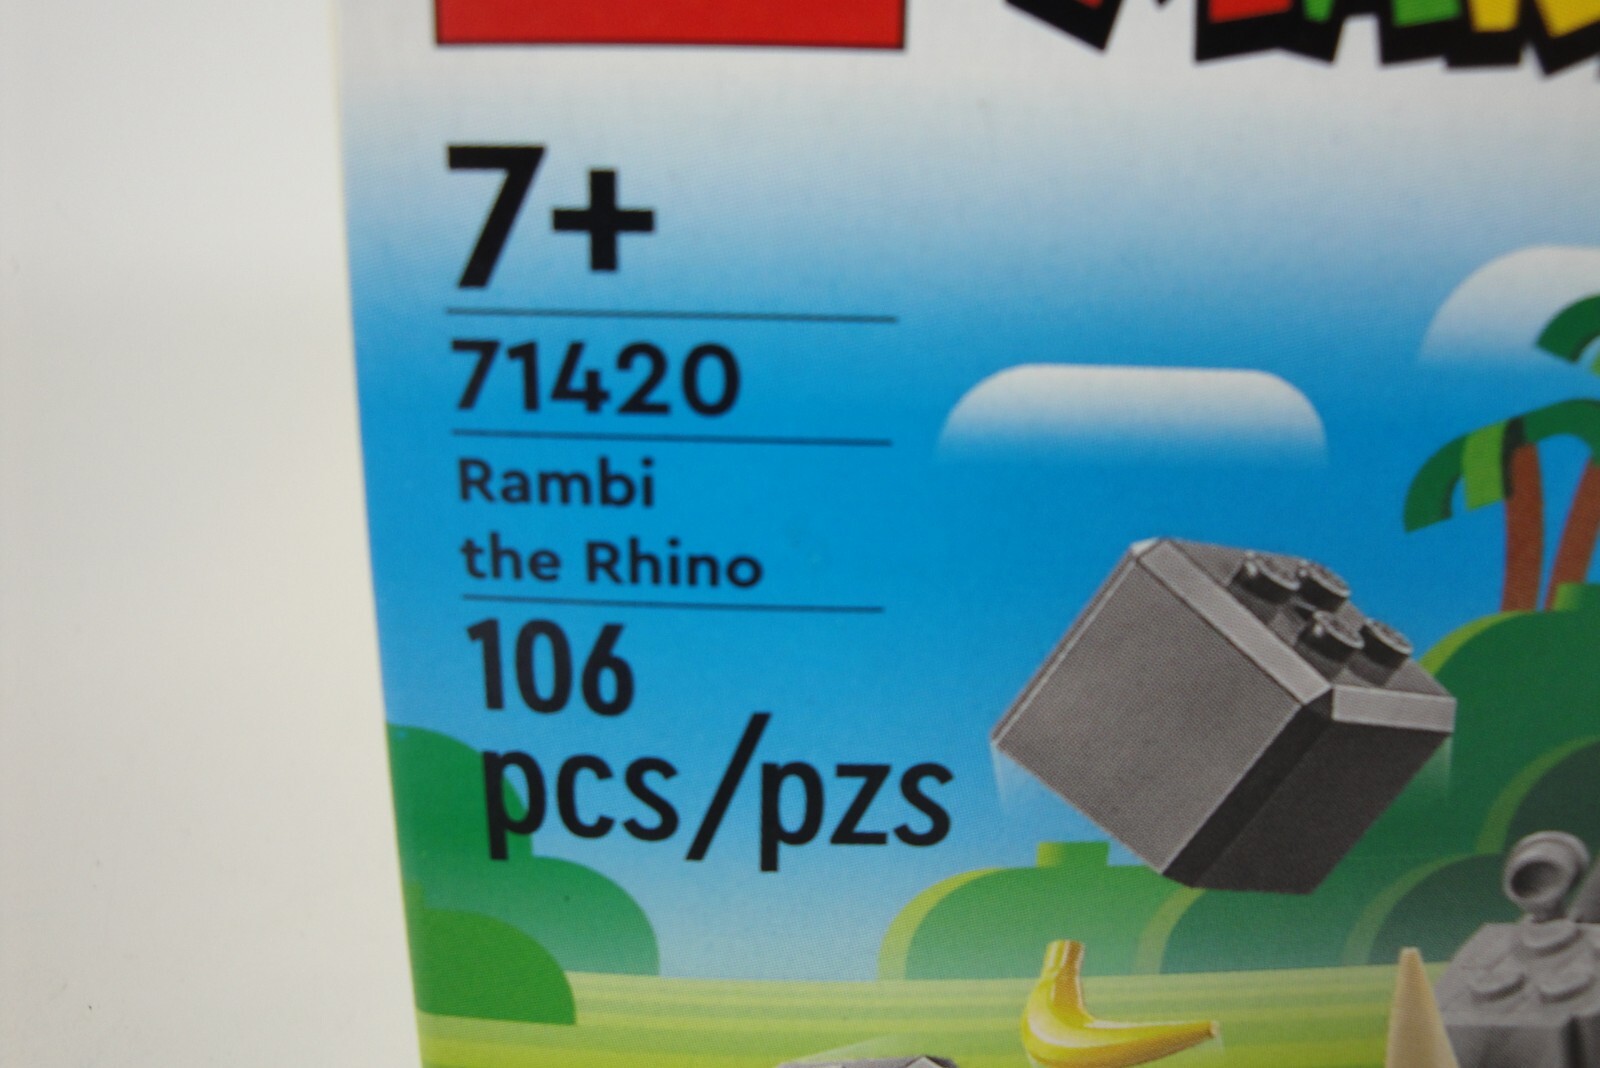 7+
71420
Rambi
the Rhino
106
pcs/pzs